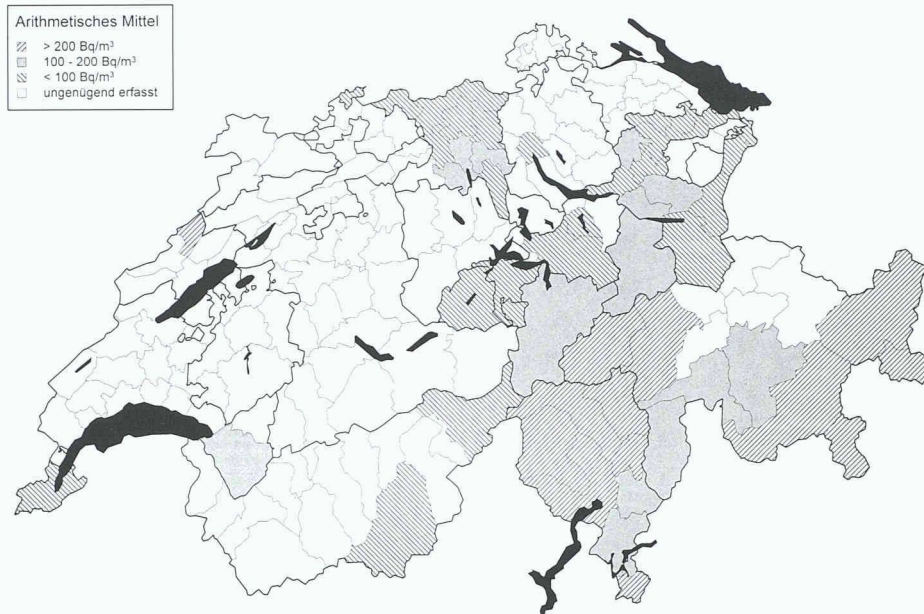 Arithmetisches Mittel
> 200 Bq/m³
100 - 200 Bq/m³
< 100 Bq/m³
ungenügend erfasst